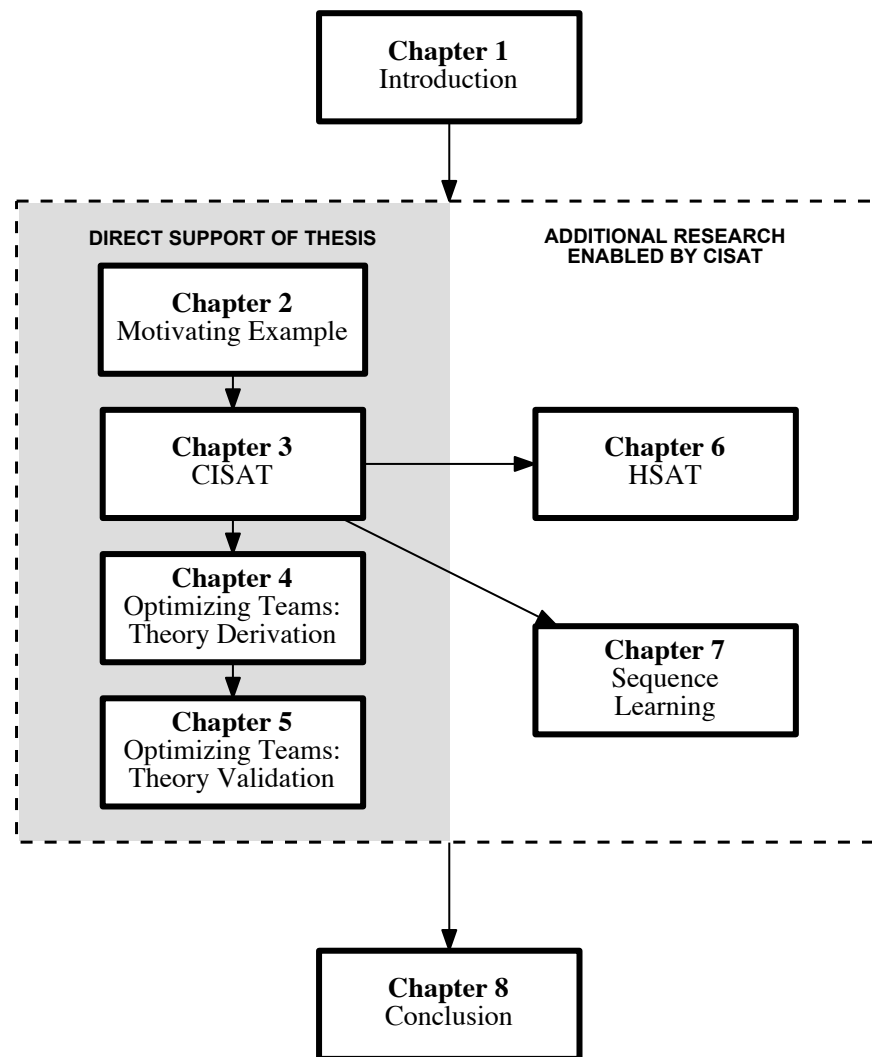 Chapter 1
Introduction
DIRECT SUPPORT OF THESIS
Chapter 2
Motivating Example
Chapter 3
CISAT
Chapter 4
Optimizing Teams:
Theory Derivation
Chapter 5
Optimizing Teams:
Theory Validation
ADDITIONAL RESEARCH
ENABLED BY CISAT
Chapter 6
HSAT
Chapter 7
Sequence
Learning
Chapter 8
Conclusion